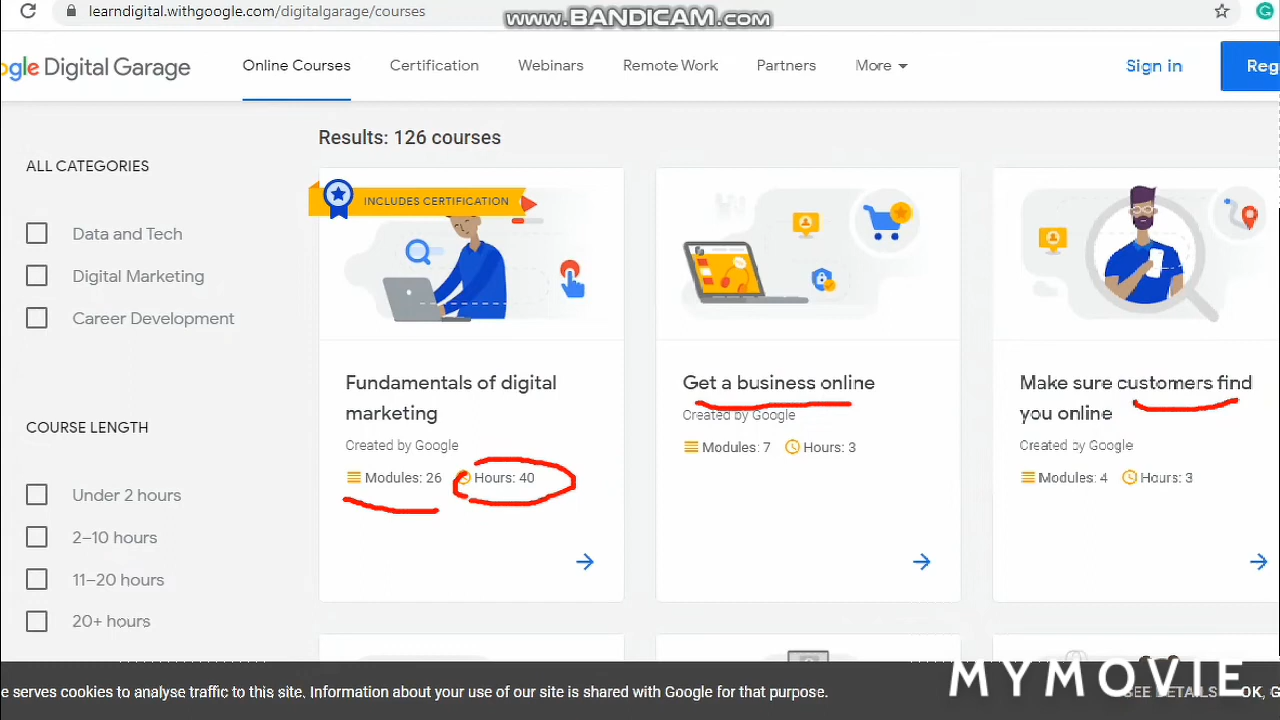 learndigital.withgoogle.com/digitalgarage/courses
www.BANDICAM.com
ogle Digital Garage
Online Courses
Certification
Webinars
Remote Work
Partners
More
Sign in
Reg
Results: 126 courses
ALL CATEGORIES
Data and Tech
Digital Marketing
Career Development
COURSE LENGTH
Under 2 hours
2–10 hours
11–20 hours
20+ hours
INCLUDES CERTIFICATION
Fundamentals of digital
marketing
Created by Google
Modules: 26 Hours: 40
Get a business online
Created by Google
Modules: 7 Hours: 3
Make sure customers find
you online
Created by Google
Modules: 4 Hours: 3
e serves cookies to analyse traffic to this site. Information about your use of our site is shared with Google for that purpose.
SEE DETAILS
OK, G
MYMOVIE